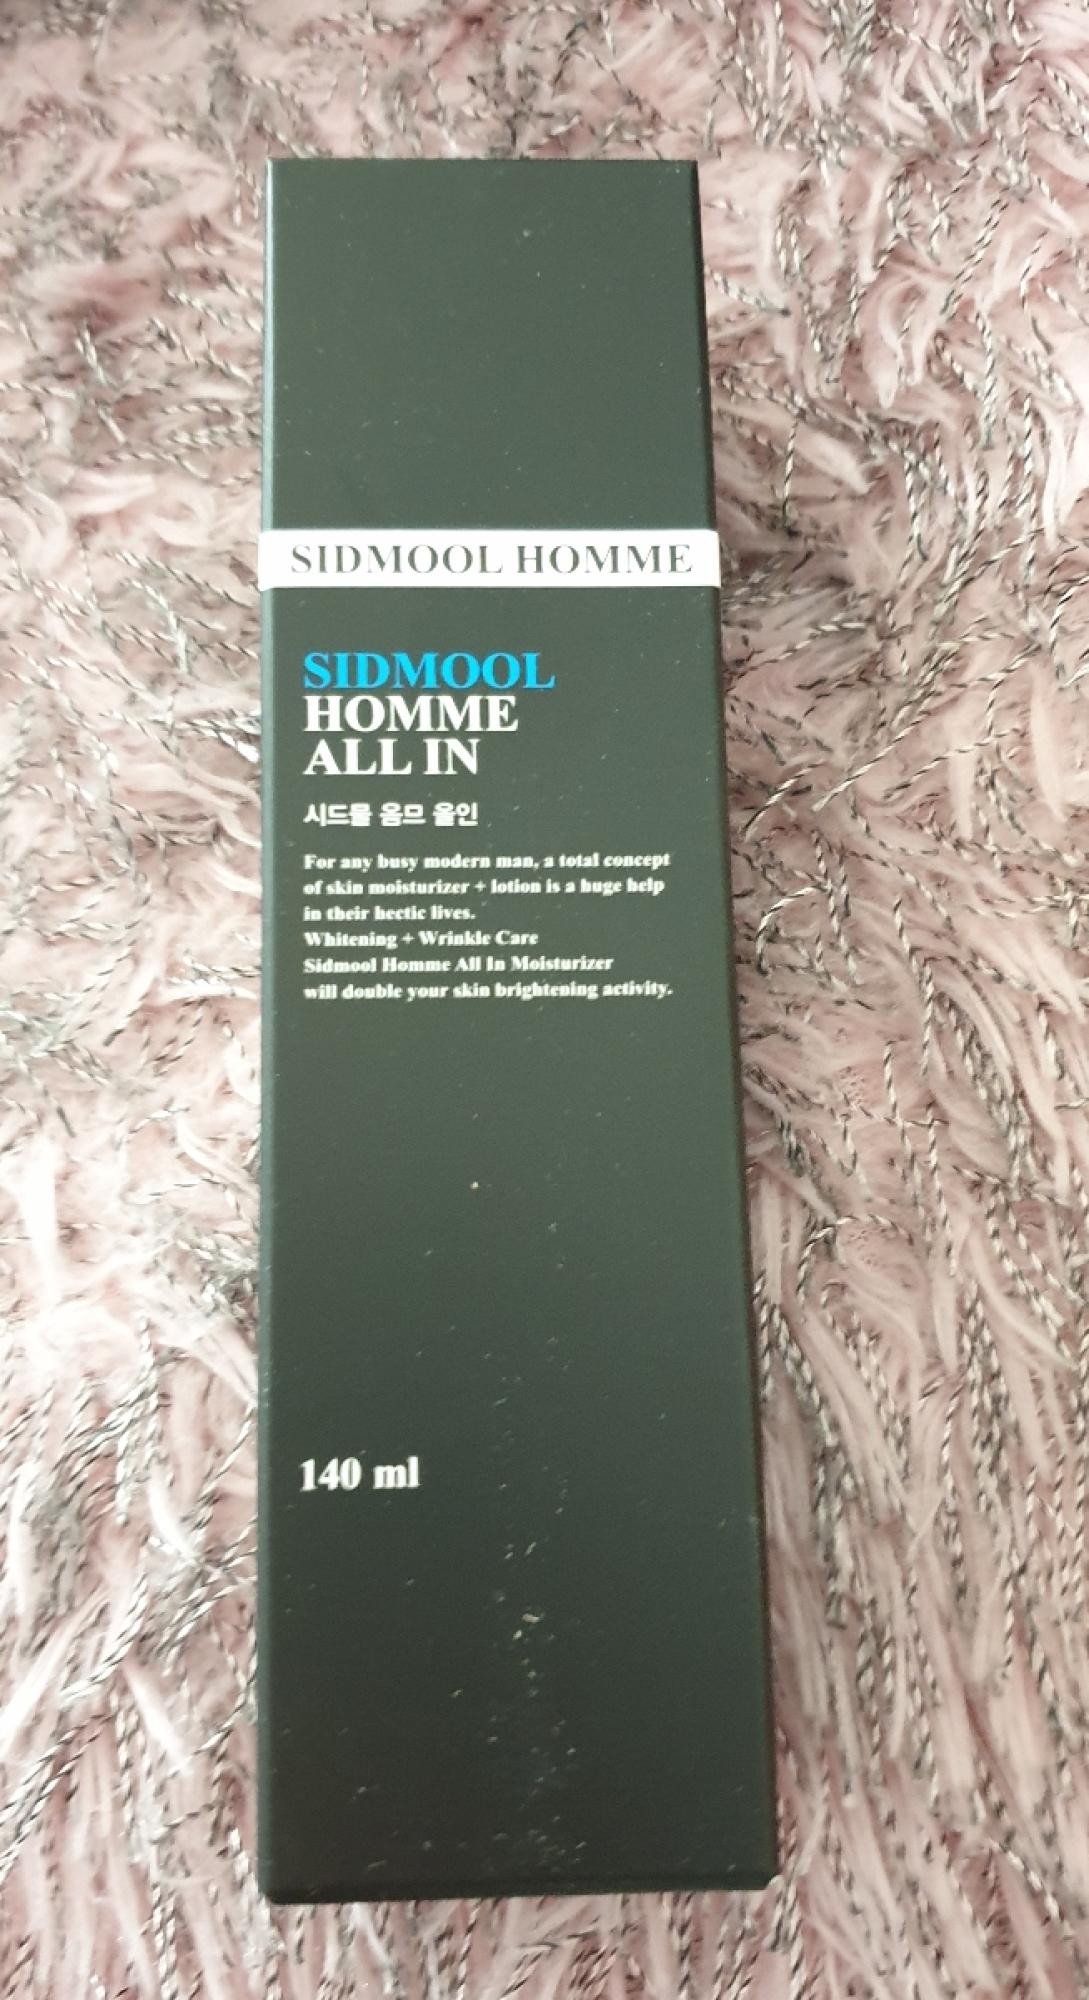 SIDMOOL HOMME
SIDMOOL
HOMME
ALL IN
시드물 옴므 올인
For any busy modern man, a total concept
of skin moisturizer + lotion is a huge help
in their hectic lives.
Whitening + Wrinkle Care
Sidmool Homme All In Moisturizer
will double your skin brightening activity.
140 ml